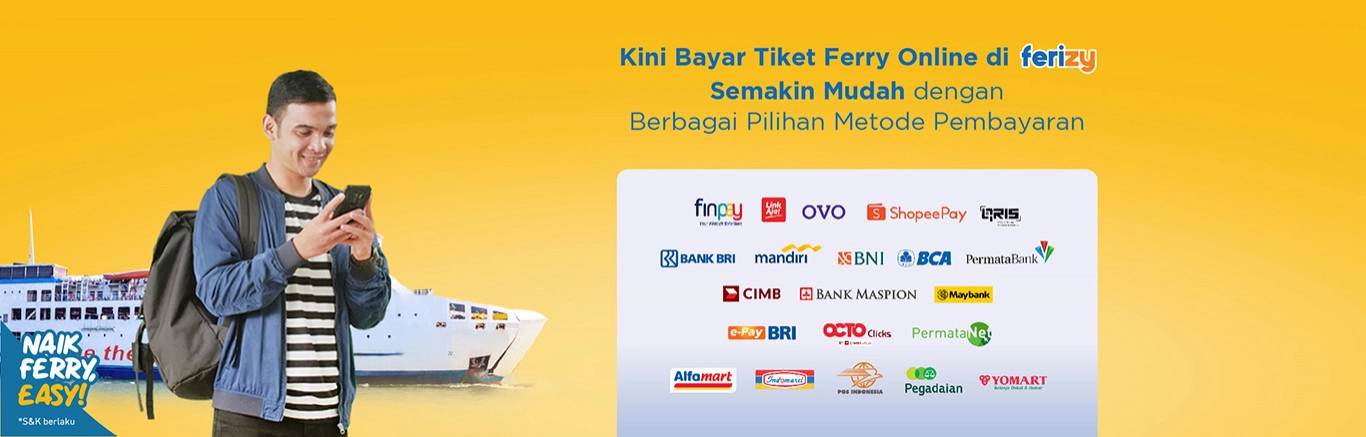 Kini Bayar Tiket Ferry Online di ferizy
Semakin Mudah dengan
Berbagai Pilihan Metode Pembayaran
finpay LinkAja! OVO ShopeePay QRIS
BANK BRI mandiri BNI BCA PermataBank
CIMB BANK MASPION Maybank
e-Pay BRI OCTO Clicks PermataNet
Alfamart Indomaret POS INDONESIA Pegadaian YOMART
e the
NAIK
FERRY,
EASY!
*S&K berlaku